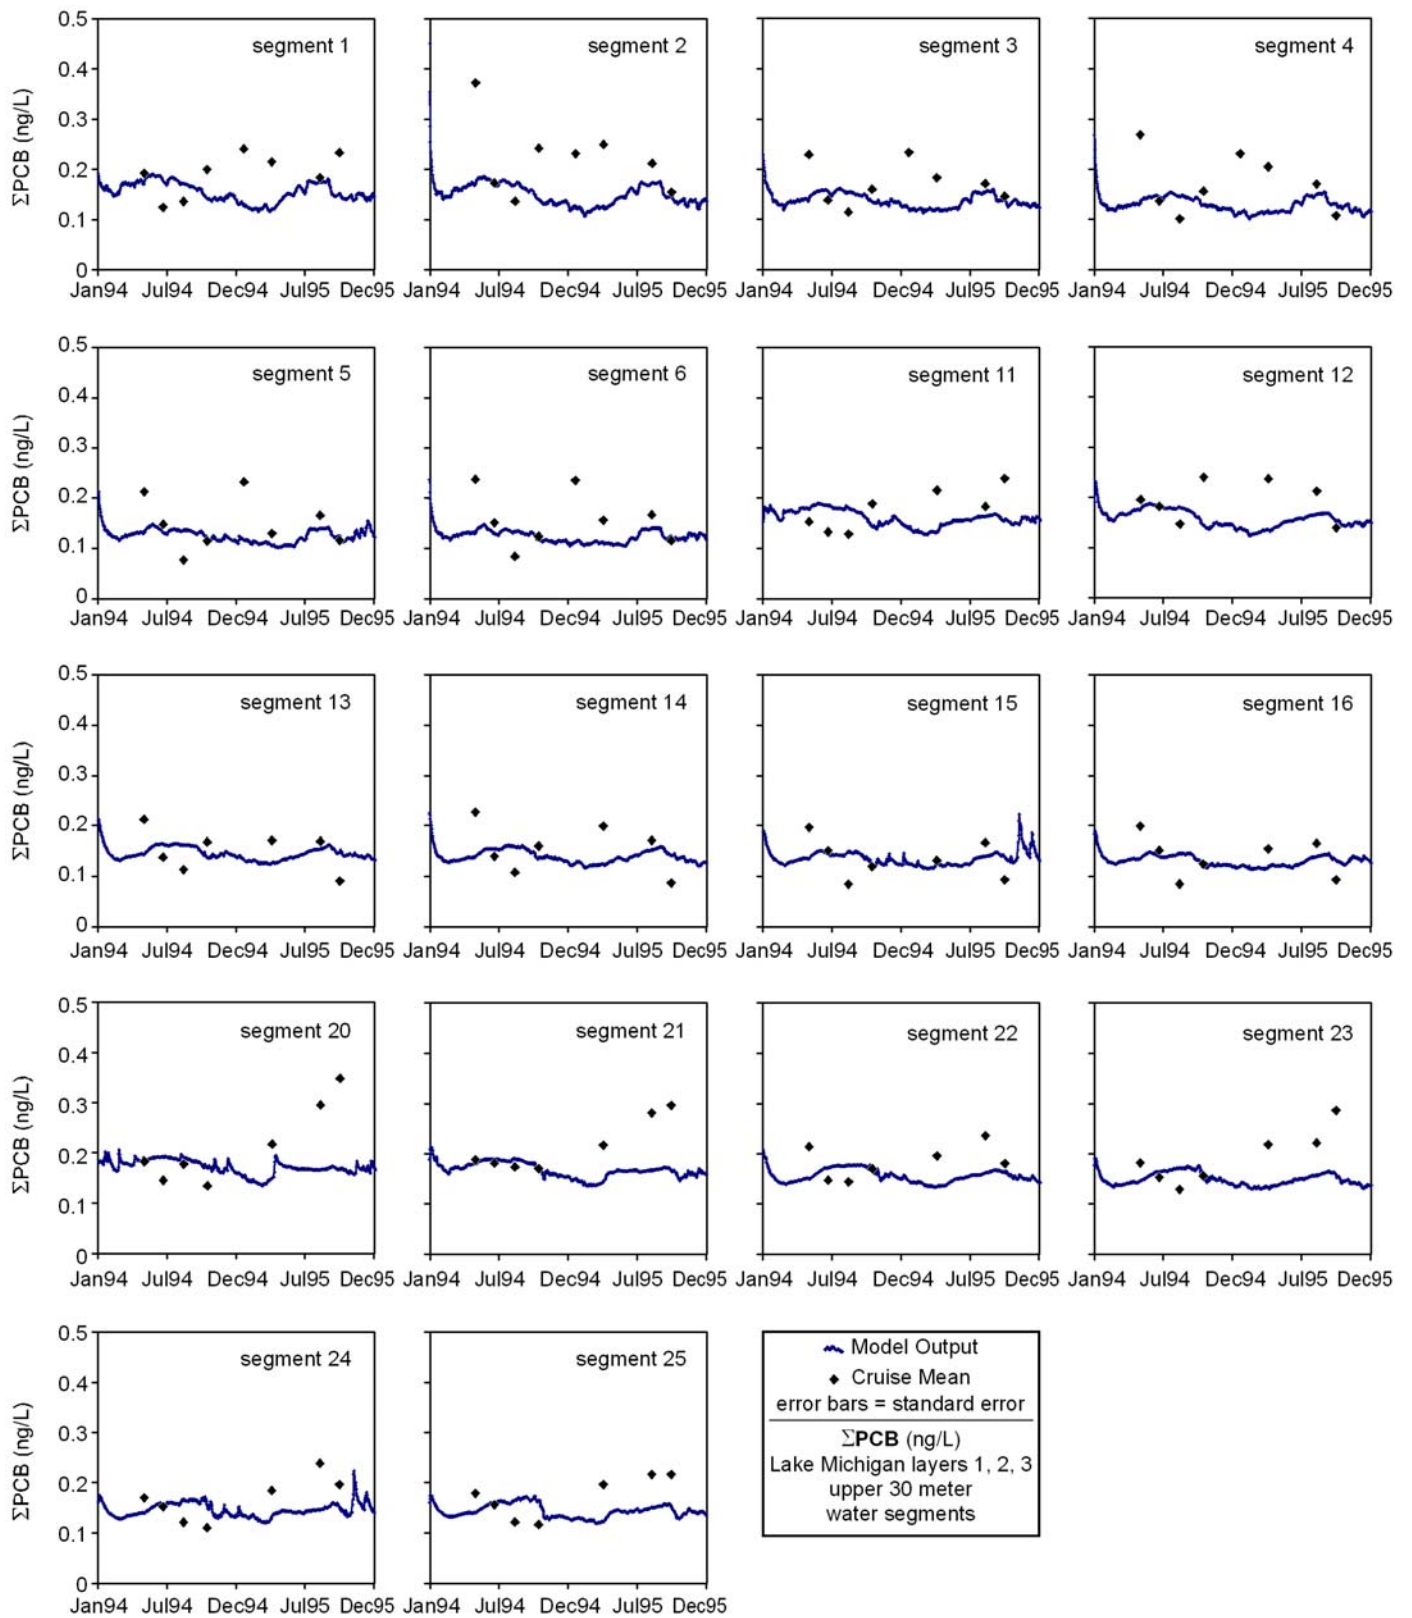 0.5
0.4
0.3
0.2
0.1
0
ΣPCB (ng/L)
segment 1
segment 2
segment 3
segment 4
Jan94 Jul94 Dec94 Jul95 Dec95 Jan94 Jul94 Dec94 Jul95 Dec95 Jan94 Jul94 Dec94 Jul95 Dec95 Jan94 Jul94 Dec94 Jul95 Dec95
0.5
0.4
0.3
0.2
0.1
0
ΣPCB (ng/L)
segment 5
segment 6
segment 11
segment 12
Jan94 Jul94 Dec94 Jul95 Dec95 Jan94 Jul94 Dec94 Jul95 Dec95 Jan94 Jul94 Dec94 Jul95 Dec95 Jan94 Jul94 Dec94 Jul95 Dec95
0.5
0.4
0.3
0.2
0.1
0
ΣPCB (ng/L)
segment 13
segment 14
segment 15
segment 16
Jan94 Jul94 Dec94 Jul95 Dec95 Jan94 Jul94 Dec94 Jul95 Dec95 Jan94 Jul94 Dec94 Jul95 Dec95 Jan94 Jul94 Dec94 Jul95 Dec95
0.5
0.4
0.3
0.2
0.1
0
ΣPCB (ng/L)
segment 20
segment 21
segment 22
segment 23
Jan94 Jul94 Dec94 Jul95 Dec95 Jan94 Jul94 Dec94 Jul95 Dec95 Jan94 Jul94 Dec94 Jul95 Dec95 Jan94 Jul94 Dec94 Jul95 Dec95
0.5
0.4
0.3
0.2
0.1
0
ΣPCB (ng/L)
segment 24
segment 25
Jan94 Jul94 Dec94 Jul95 Dec95 Jan94 Jul94 Dec94 Jul95 Dec95
Model Output
Cruise Mean
error bars = standard error
ΣPCB (ng/L)
Lake Michigan layers 1, 2, 3
upper 30 meter
water segments